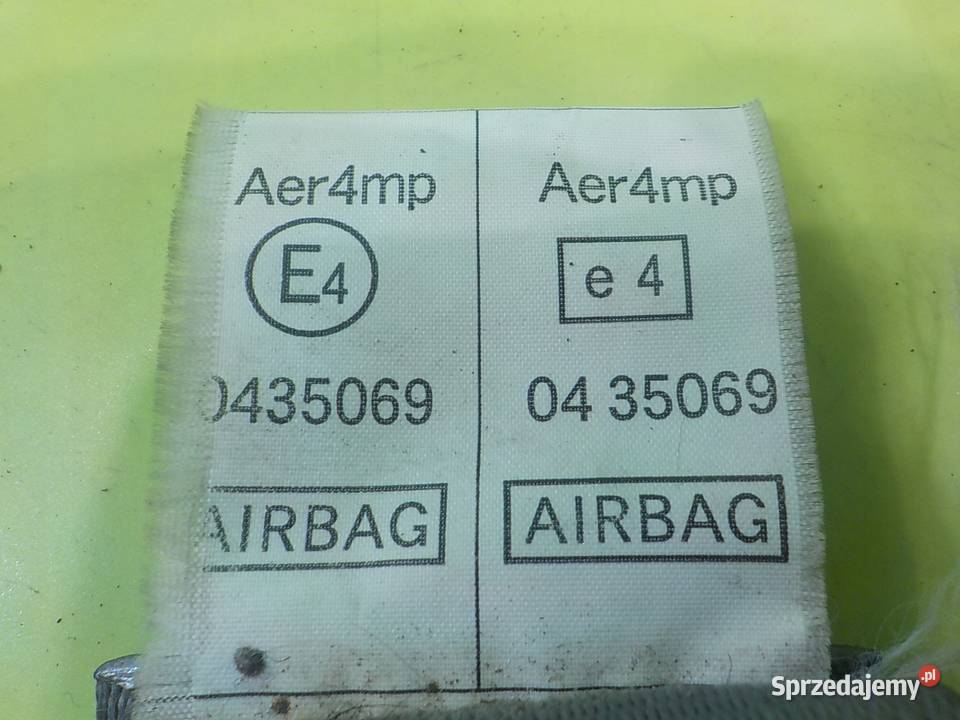 Aer4mp
E4
0435069
AIRBAG
Aer4mp
e 4
04 35069
AIRBAG
Sprzedajemy.pl